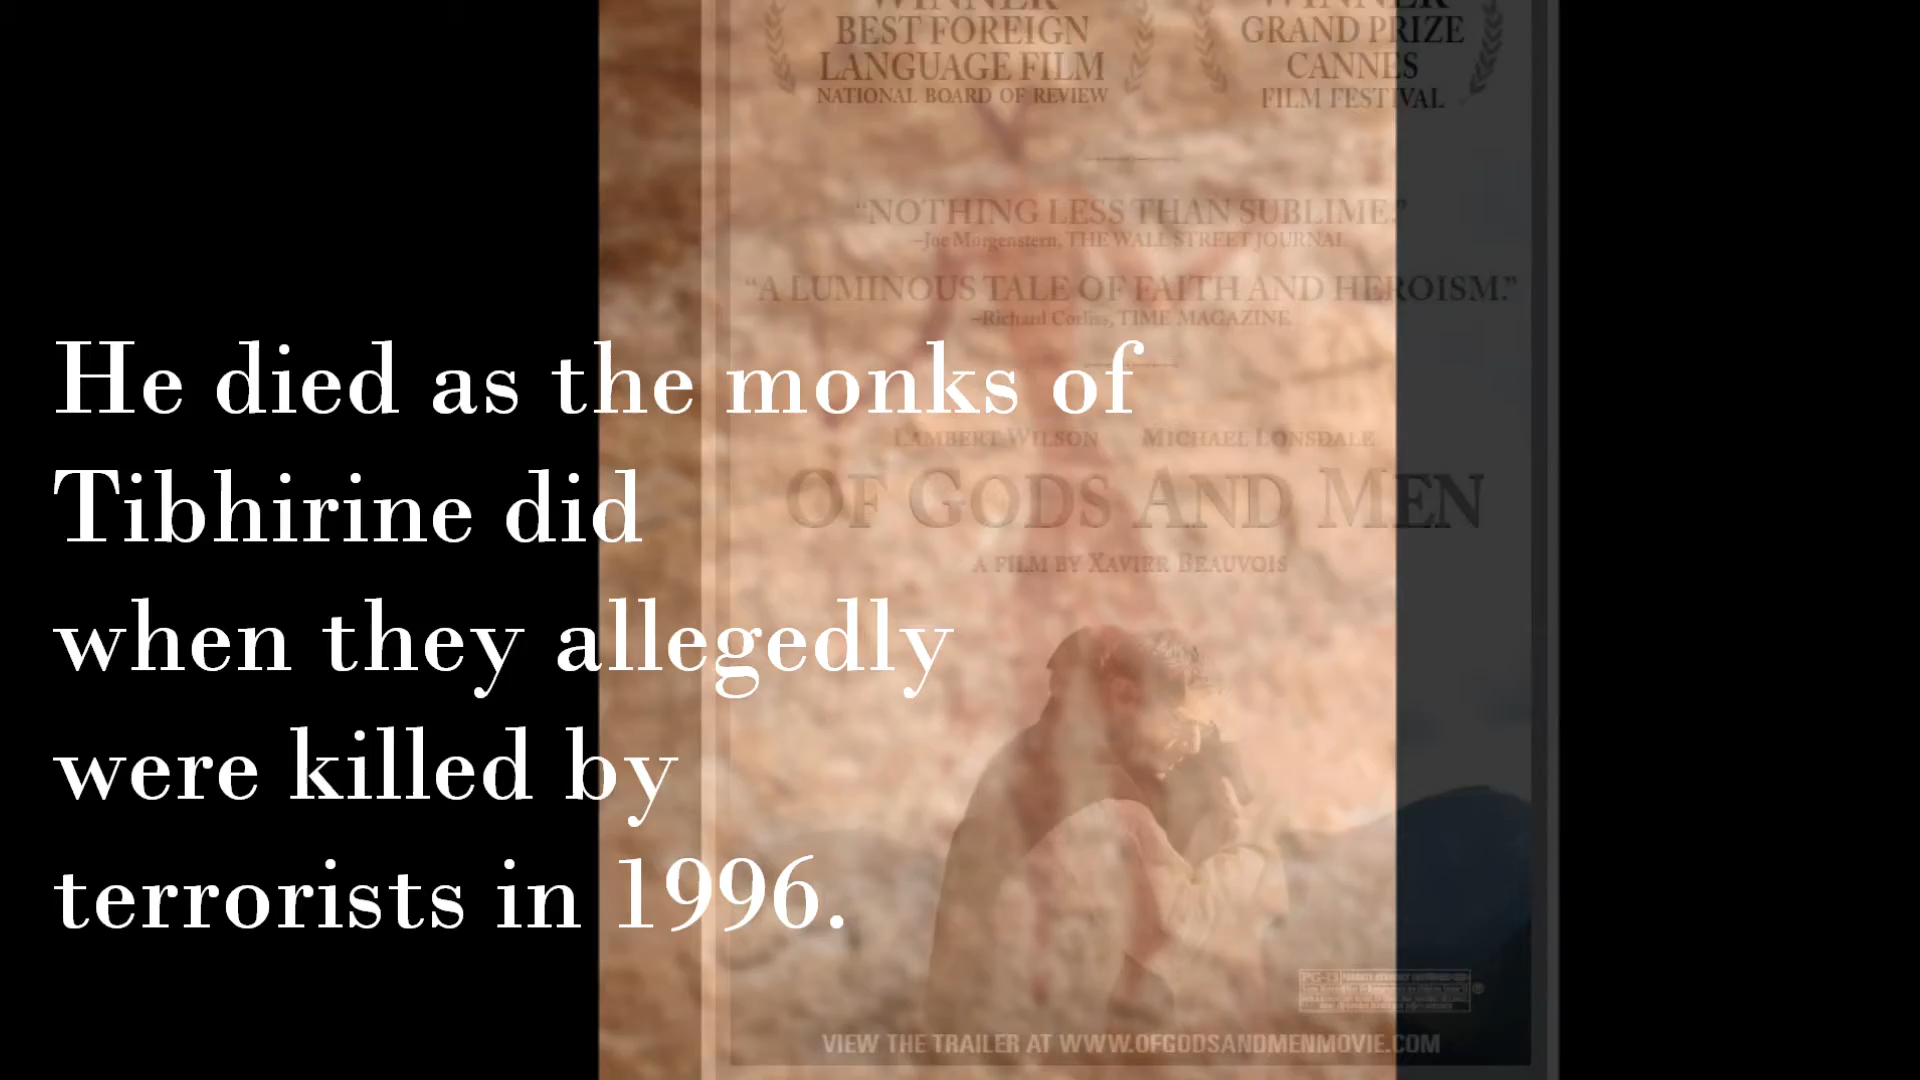 WINNER
BEST FOREIGN
LANGUAGE FILM
NATIONAL BOARD OF REVIEW
WINNER
GRAND PRIZE
CANNES
FILM FESTIVAL
“NOTHING LESS THAN SUBLIME.”
–Joe Morgenstern, THE WALL STREET JOURNAL
“A LUMINOUS TALE OF FAITH AND HEROISM.”
–Richard Corliss, TIME MAGAZINE
LAMBERT WILSON MICHAEL LONSDALE
OF GODS AND MEN
A FILM BY XAVIER BEAUVOIS
He died as the monks of
Tibhirine did
when they allegedly
were killed by
terrorists in 1996.
PG-13
VIEW THE TRAILER AT WWW.OFGODSANDMENMOVIE.COM